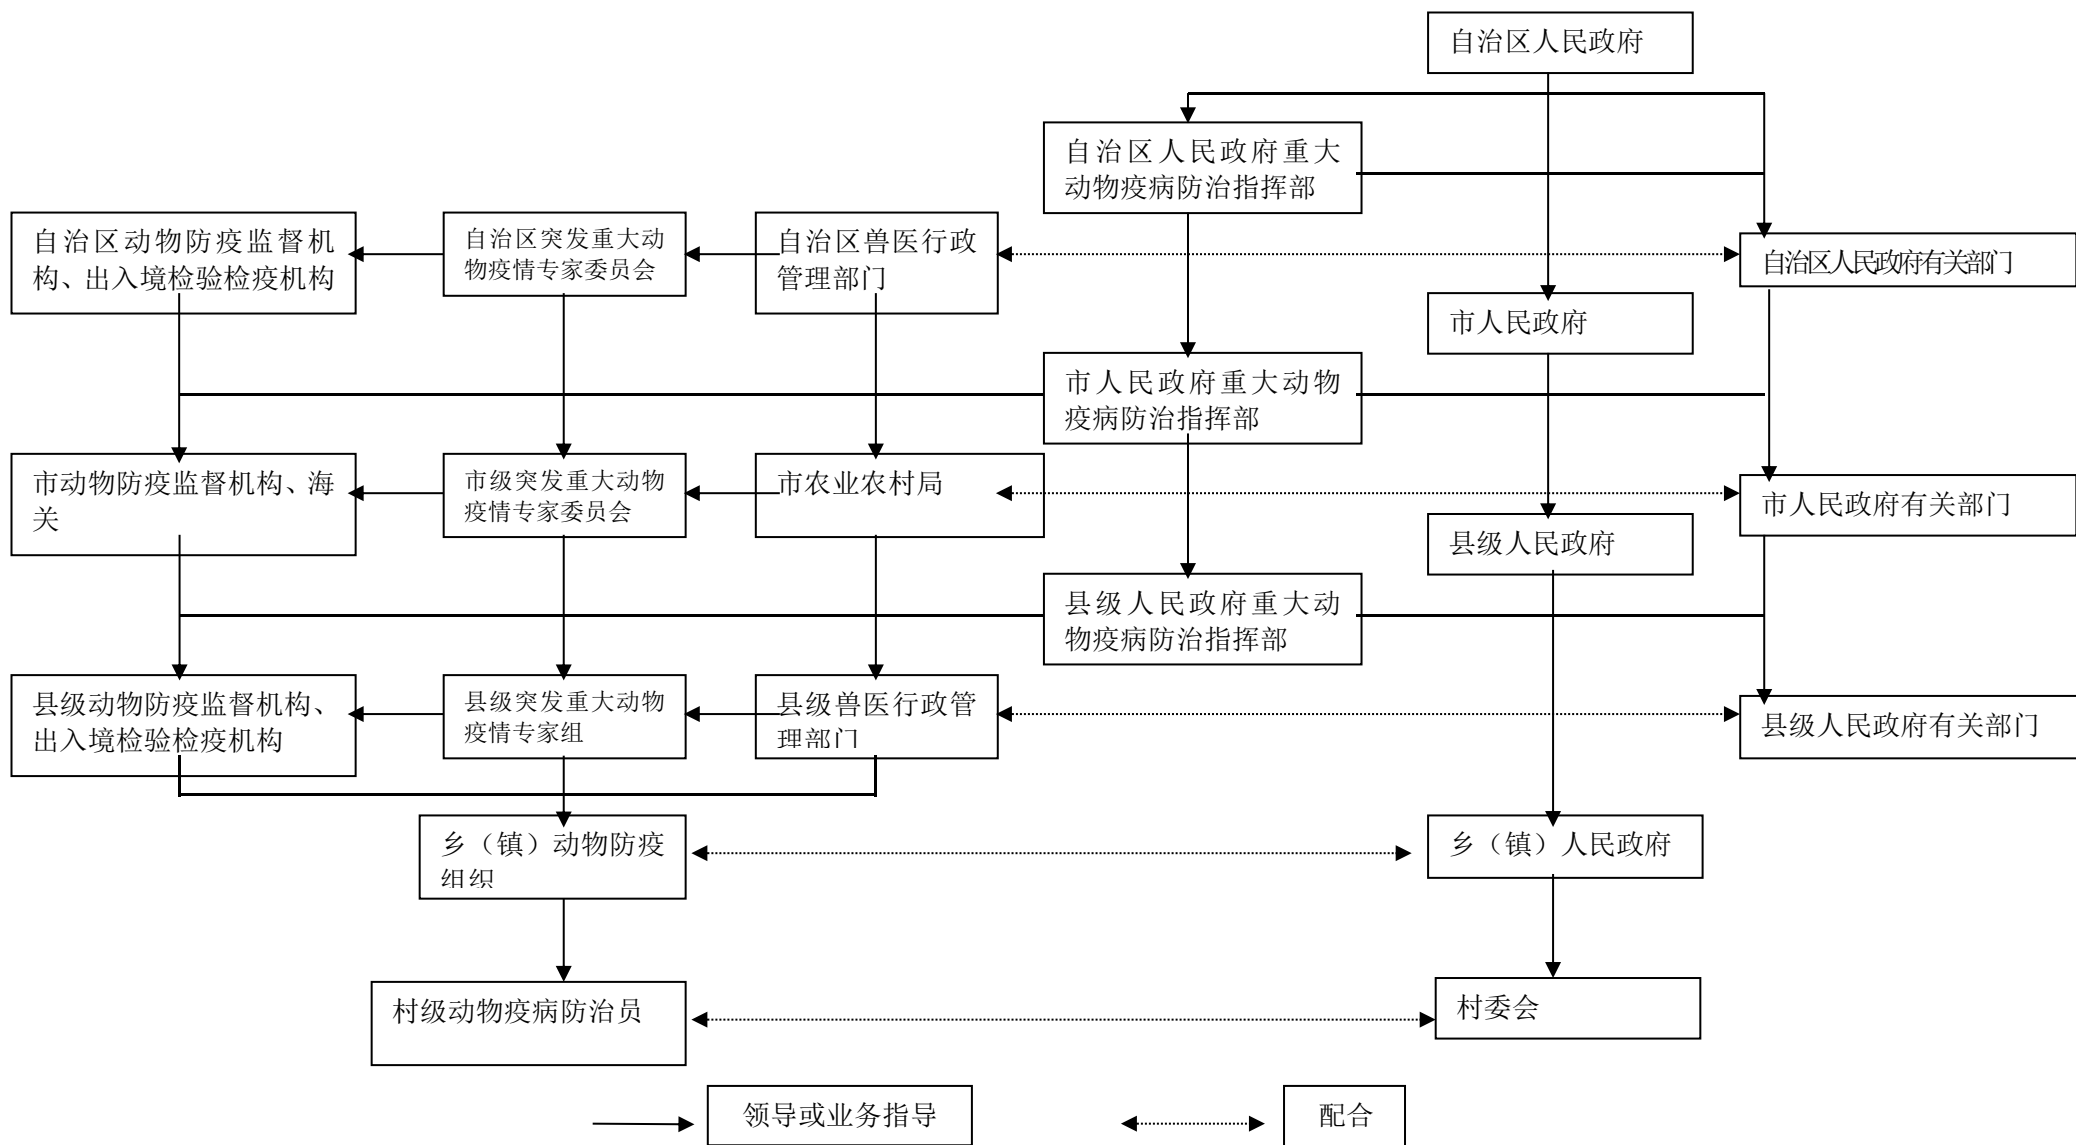 自治区人民政府
自治区人民政府重大
动物疫病防治指挥部
自治区动物防疫监督机
构、出入境检验检疫机构
自治区突发重大动
物疫情专家委员会
自治区兽医行政
管理部门
自治区人民政府有关部门
市人民政府
市人民政府重大动物
疫病防治指挥部
市动物防疫监督机构、海
关
市级突发重大动物
疫情专家委员会
市农业农村局
市人民政府有关部门
县级人民政府
县级人民政府重大动
物疫病防治指挥部
县级动物防疫监督机构、
出入境检验检疫机构
县级突发重大动物
疫情专家组
县级兽医行政管
理部门
县级人民政府有关部门
乡（镇）动物防疫
组织
乡（镇）人民政府
村级动物疫病防治员
村委会
领导或业务指导
配合